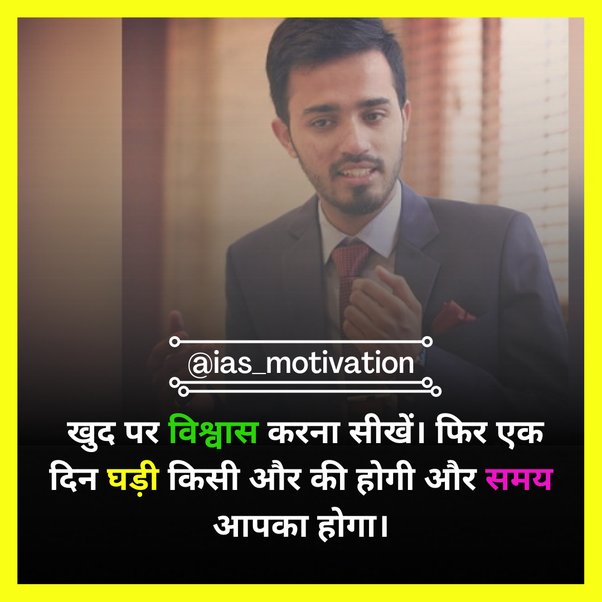 @ias_motivation
खुद पर विश्वास करना सीखें। फिर एक
दिन घड़ी किसी और की होगी और समय
आपका होगा।